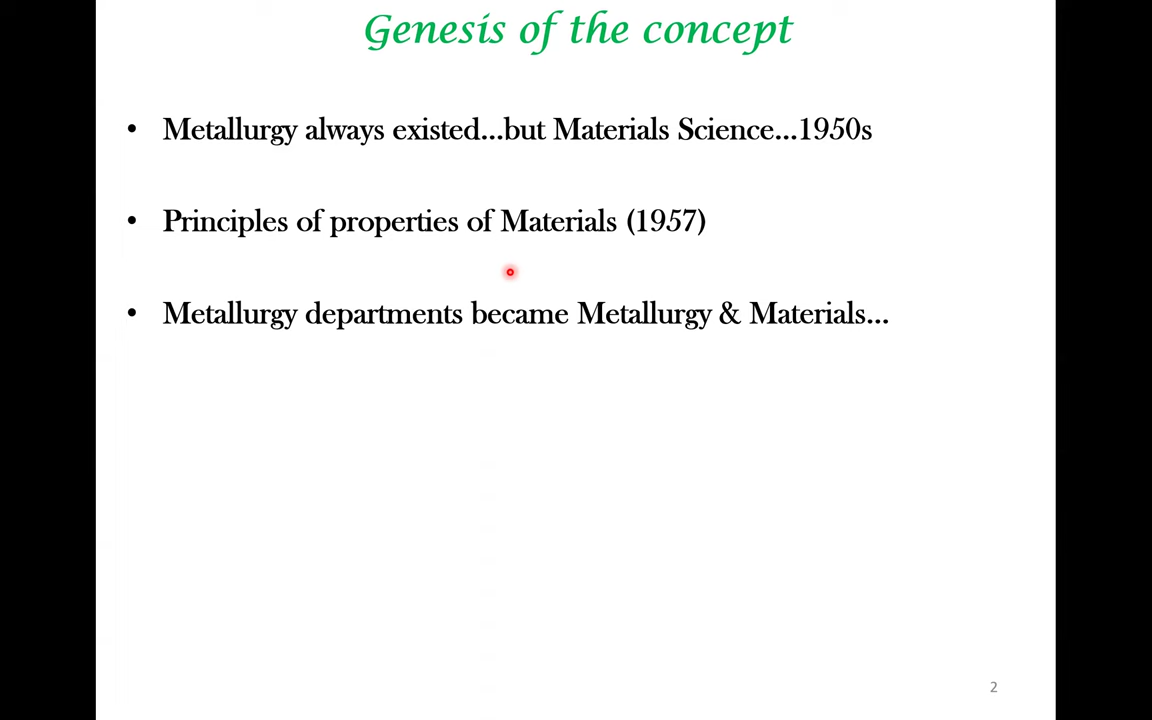 Genesis of the concept
• Metallurgy always existed...but Materials Science...1950s
• Principles of properties of Materials (1957)
• Metallurgy departments became Metallurgy & Materials...
2